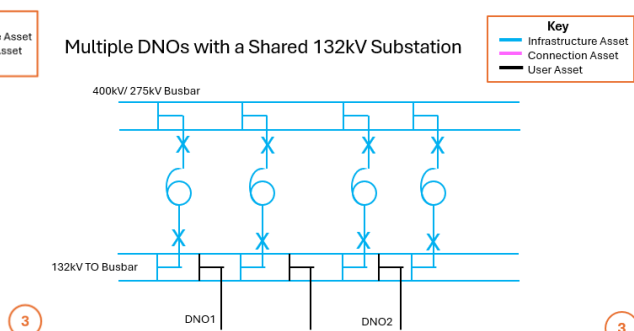 Asset
sset
Multiple DNOs with a Shared 132kV Substation
Key
Infrastructure Asset
Connection Asset
User Asset
400kV/ 275kV Busbar
132kV TO Busbar
DNO1
DNO2
3
3